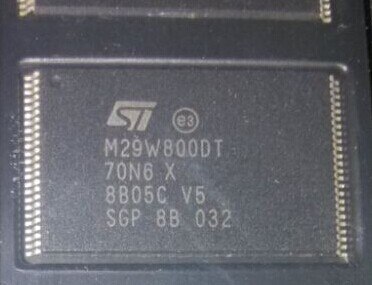 ST e3
M29W800DT
70N6 X
8B05C V5
SGP 8B 032